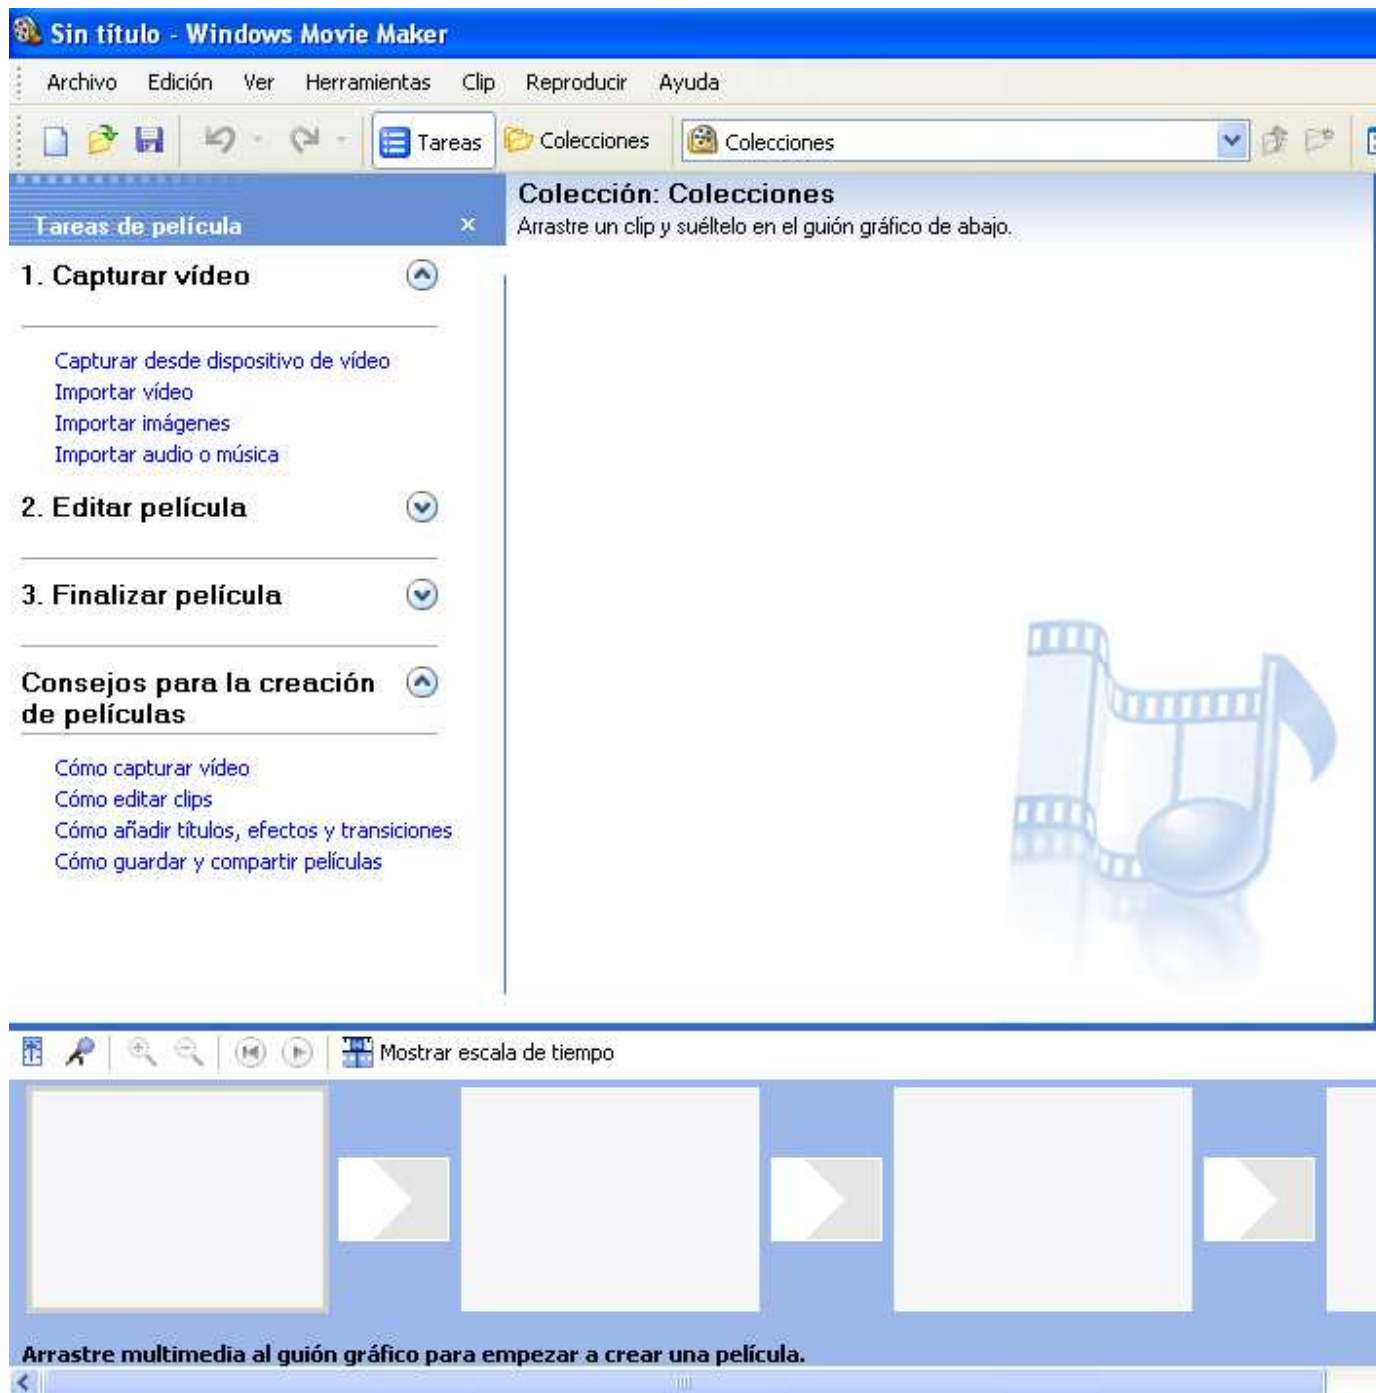 Sin título - Windows Movie Maker
Archivo Edición Ver Herramientas Clip Reproducir Ayuda
Tareas Colecciones Colecciones
Tareas de película
Colección: Colecciones
Arrastre un clip y suéltelo en el guión gráfico de abajo.
1. Capturar vídeo
Capturar desde dispositivo de vídeo
Importar vídeo
Importar imágenes
Importar audio o música
2. Editar película
3. Finalizar película
Consejos para la creación
de películas
Cómo capturar vídeo
Cómo editar clips
Cómo añadir títulos, efectos y transiciones
Cómo guardar y compartir películas
Mostrar escala de tiempo
Arrastre multimedia al guión gráfico para empezar a crear una película.